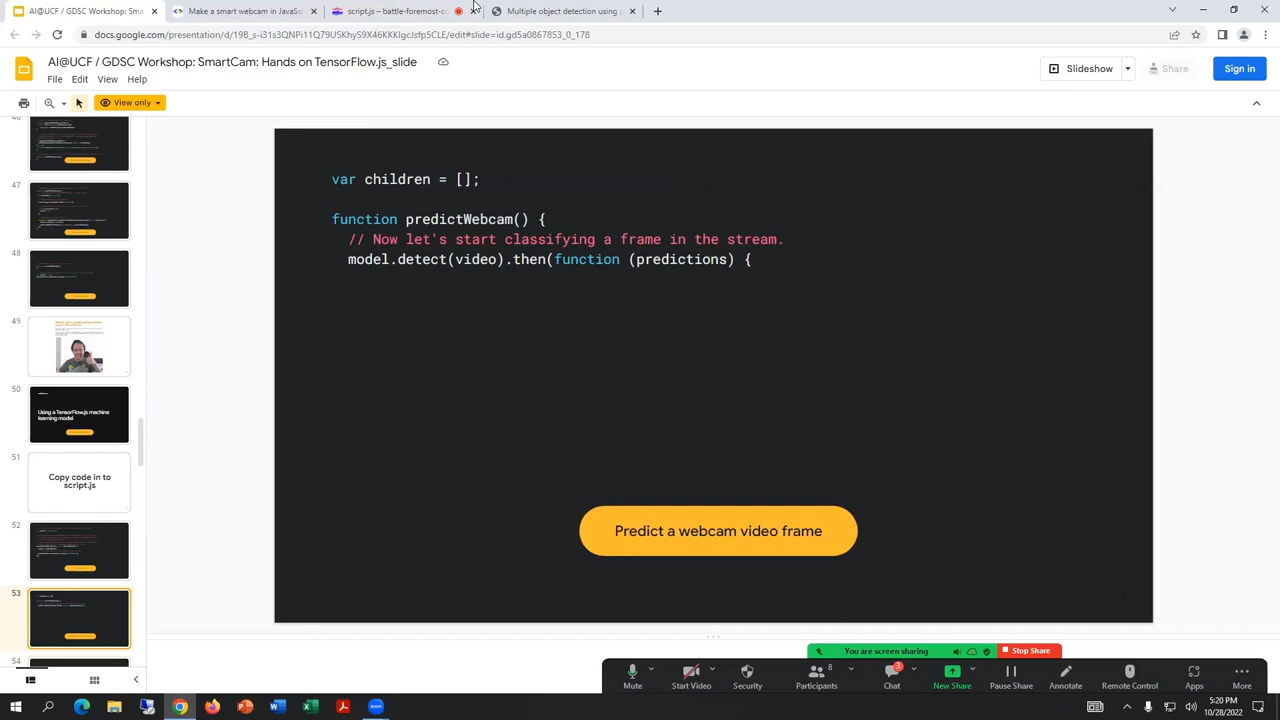 AI@UCF / GDSC Workshop: Sma
Make a smart webcam in JavaSc
script.js – battle-foremost-c
Multiple object detection using
docs.google.com/presentation/d/19B_s-i31s3QNPi11Q79USKhyS9X46KKKIgcJsfp5CLE/edit#slide=id.gd5a0867853_0_178
AI@UCF / GDSC Workshop: SmartCam: Hands on TensorFlow.js_slide
File Edit View Help
Slideshow
Share
Sign in
View only
46
47
48
49
50
Using a TensorFlow.js machine
learning model
51
Copy code in to
script.js
52
53
54
var children = [];
function predictWebcam() {
// Now let's start classifying a frame in the stream.
model.detect(video).then(function (predictions) {
Predict a webcam video frame
You are screen sharing
Stop Share
8
3
Mute
Start Video
Security
Participants
Chat
New Share
Pause Share
Annotate
Remote Control
Apps
More
5:20 PM
10/28/2022